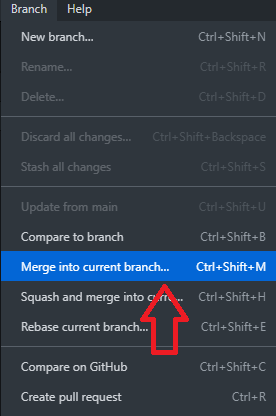 Branch Help
New branch... Ctrl+Shift+N
Rename... Ctrl+Shift+R
Delete... Ctrl+Shift+D
Discard all changes... Ctrl+Shift+Backspace
Stash all changes Ctrl+Shift+S
Update from main Ctrl+Shift+U
Compare to branch Ctrl+Shift+B
Merge into current branch... Ctrl+Shift+M
Squash and merge into ... Ctrl+Shift+H
Rebase current branch... Ctrl+Shift+E
Compare on GitHub Ctrl+Shift+C
Create pull request Ctrl+R